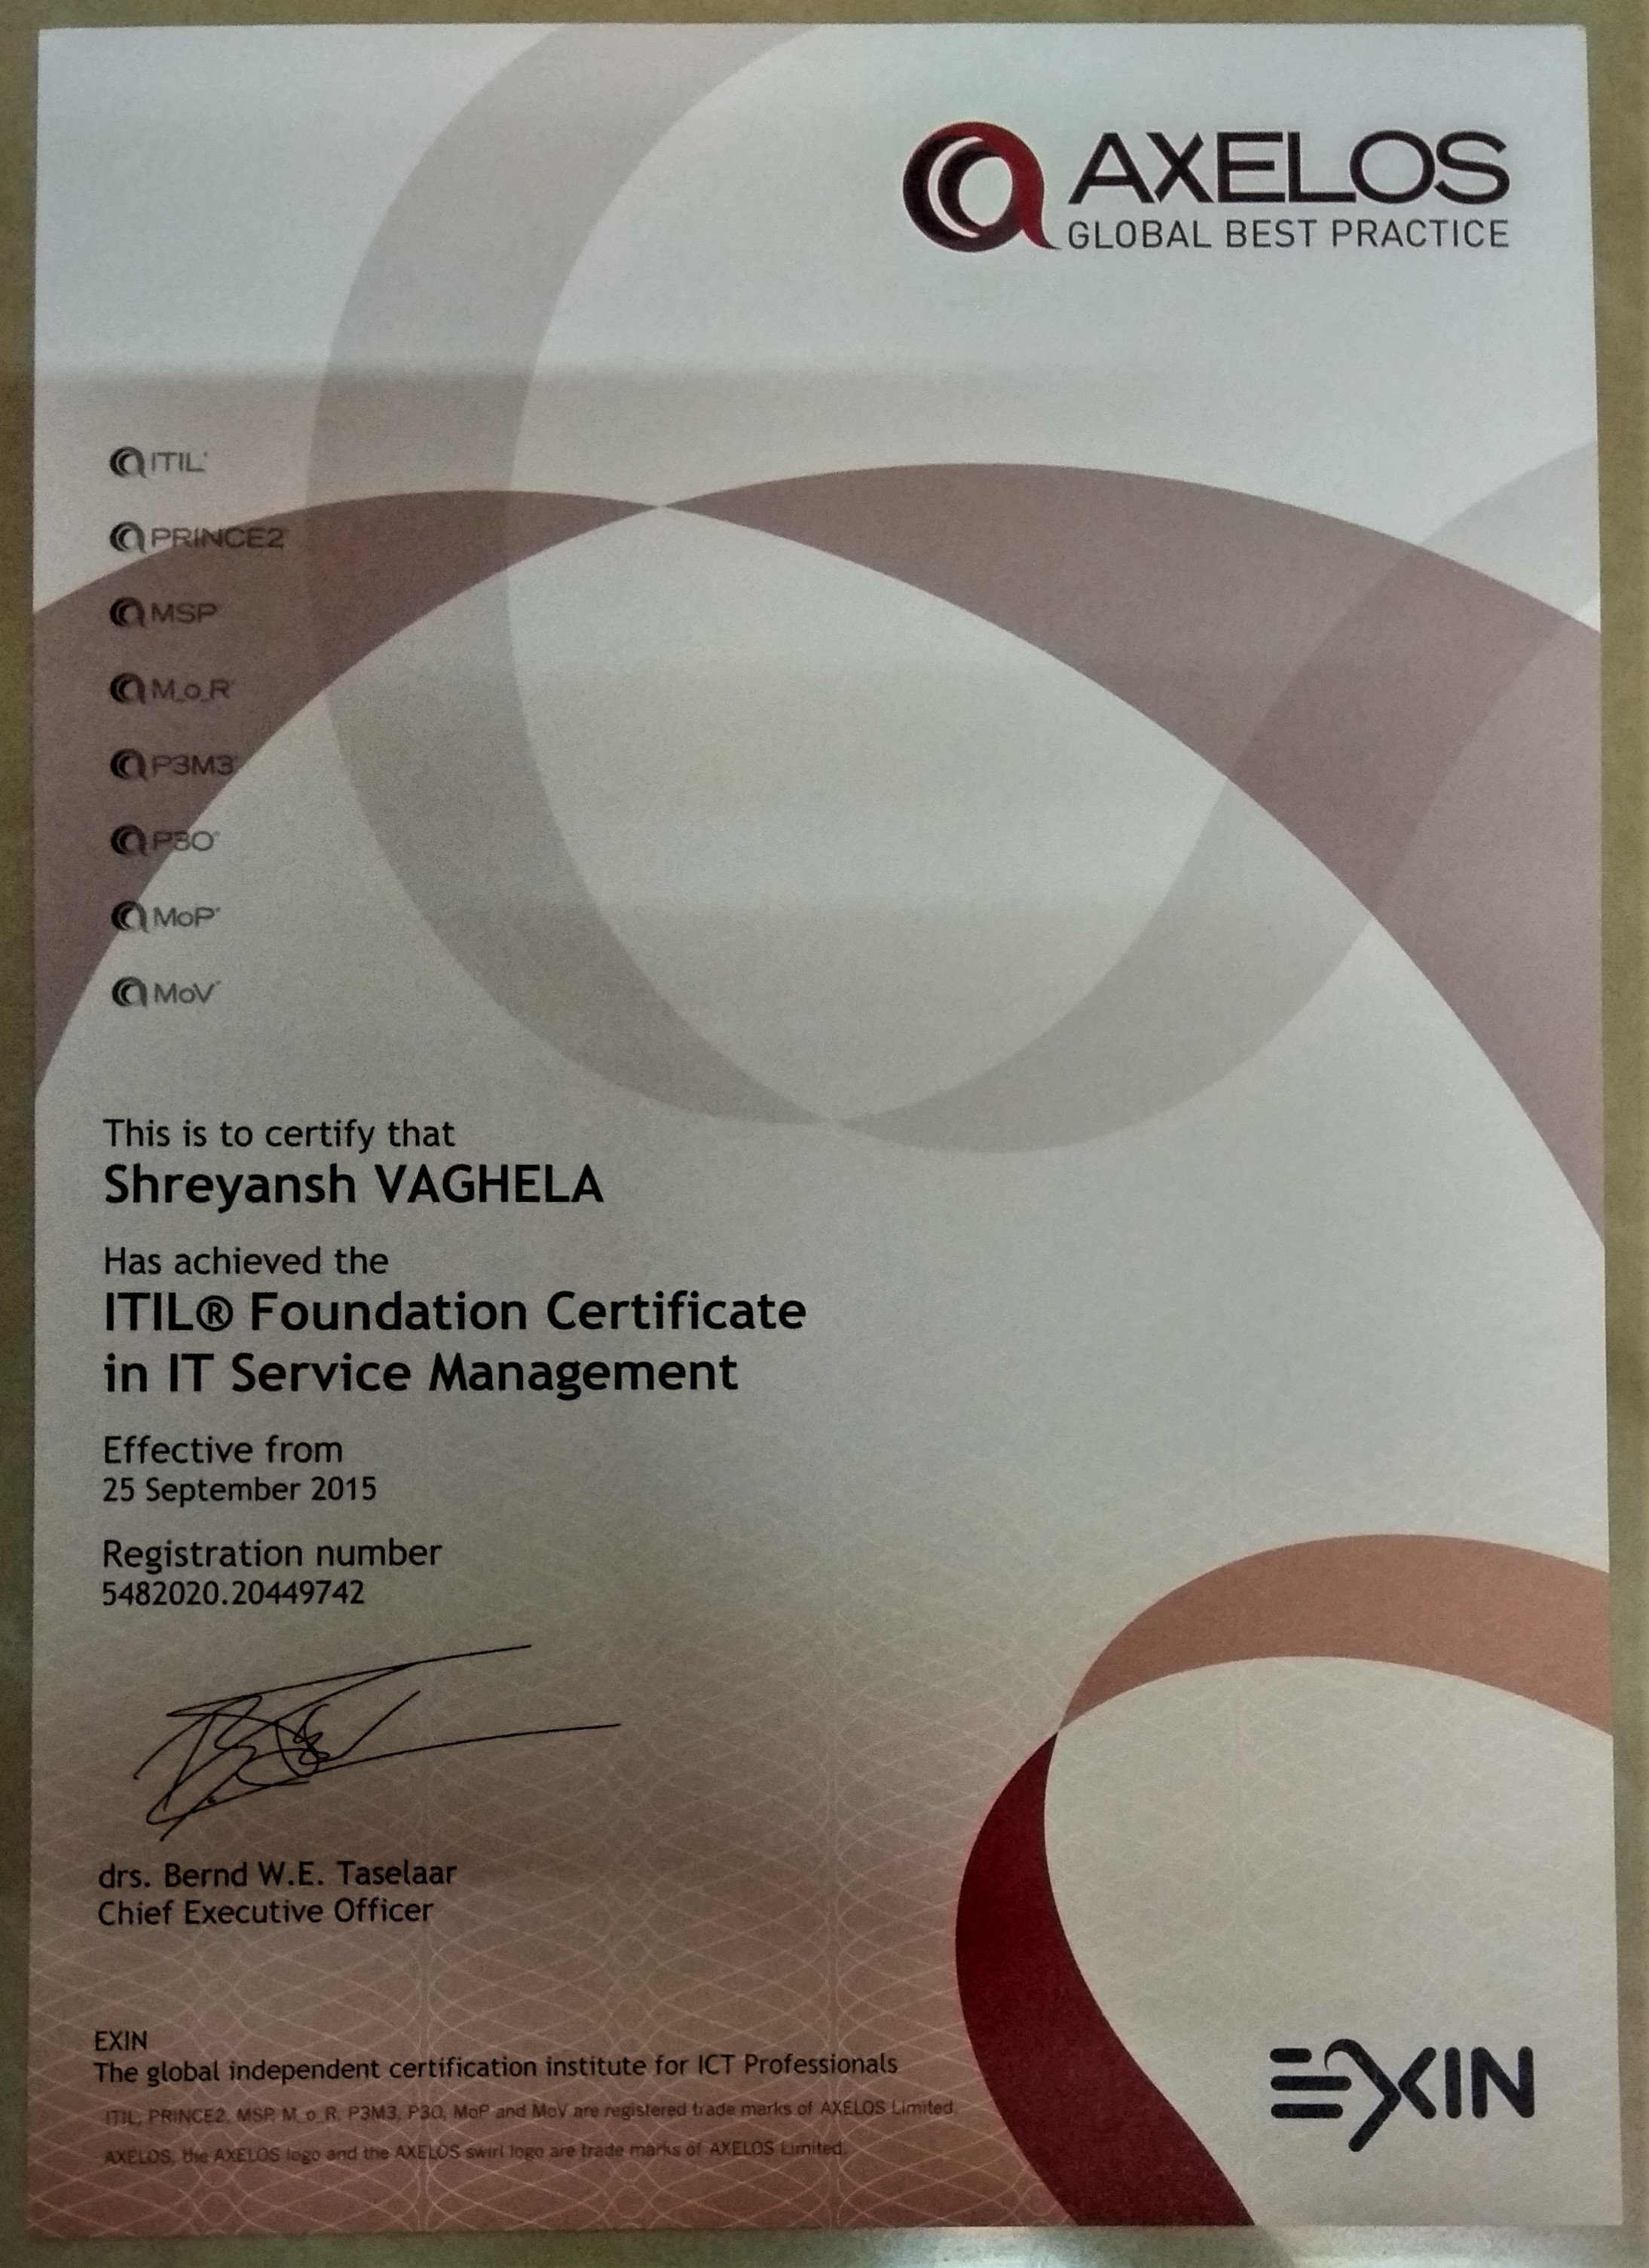 AXELOS
GLOBAL BEST PRACTICE
ITIL®
PRINCE2
MSP
M_o_R®
P3M3®
P3O®
MoP®
MoV™
This is to certify that
Shreyansh VAGHELA
Has achieved the
ITIL® Foundation Certificate
in IT Service Management
Effective from
25 September 2015
Registration number
5482020.20449742
drs. Bernd W.E. Taselaar
Chief Executive Officer
EXIN
The global independent certification institute for ICT Professionals
ITIL, PRINCE2, MSP, M_o_R, P3M3, P3O, MoP and MoV are registered trade marks of AXELOS Limited.
AXELOS, the AXELOS logo and the AXELOS swirl logo are trade marks of AXELOS Limited.
EXIN